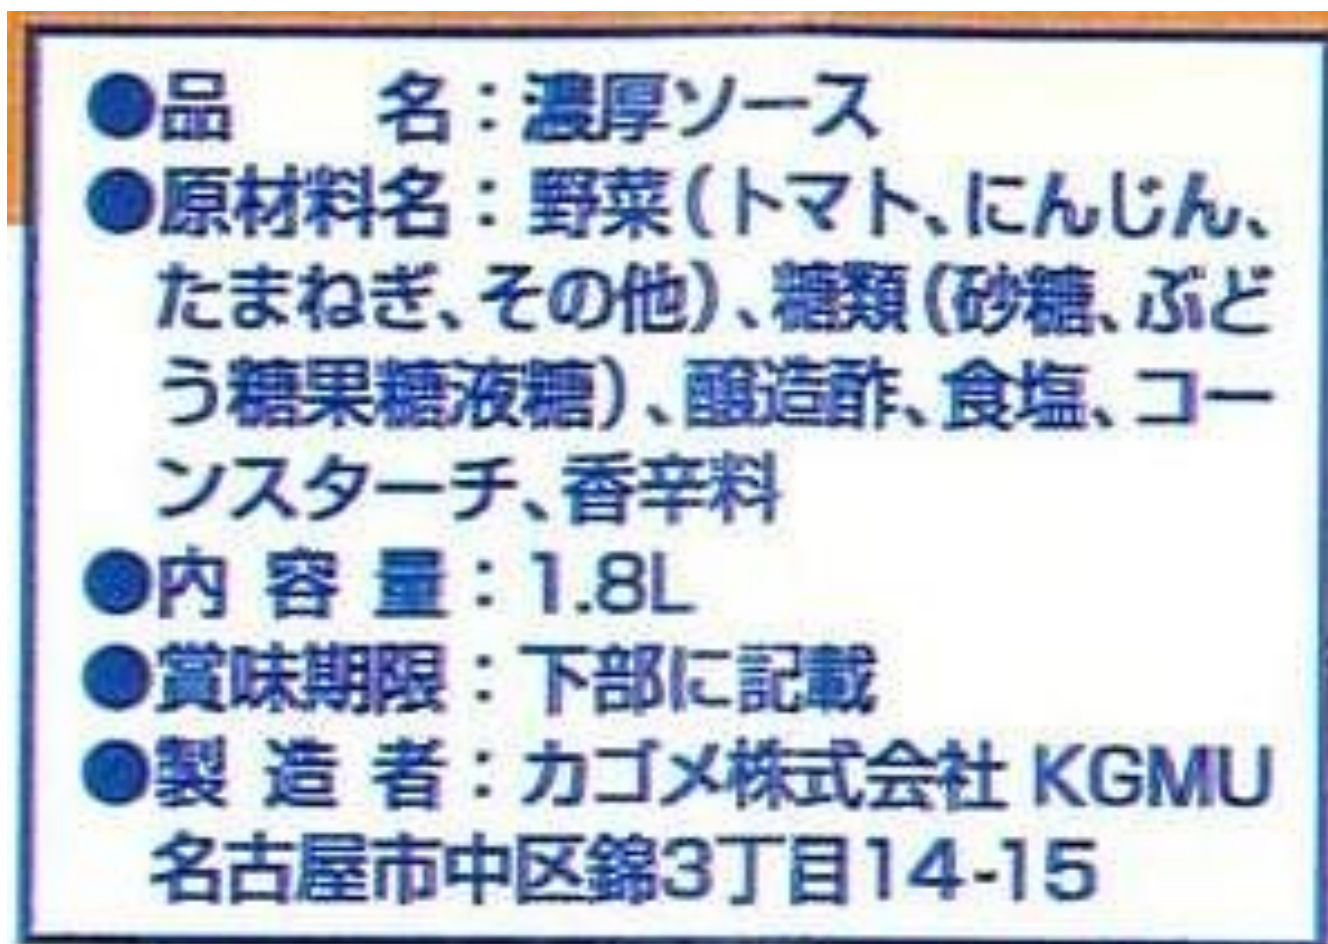 ●品　　名：濃厚ソース
●原材料名：野菜(トマト、にんじん、
たまねぎ、その他)、糖類(砂糖、ぶど
う糖果糖液糖)、醸造酢、食塩、コー
ンスターチ、香辛料
●内 容 量：1.8L
●賞味期限：下部に記載
●製 造 者：カゴメ株式会社 KGMU
名古屋市中区錦3丁目14-15